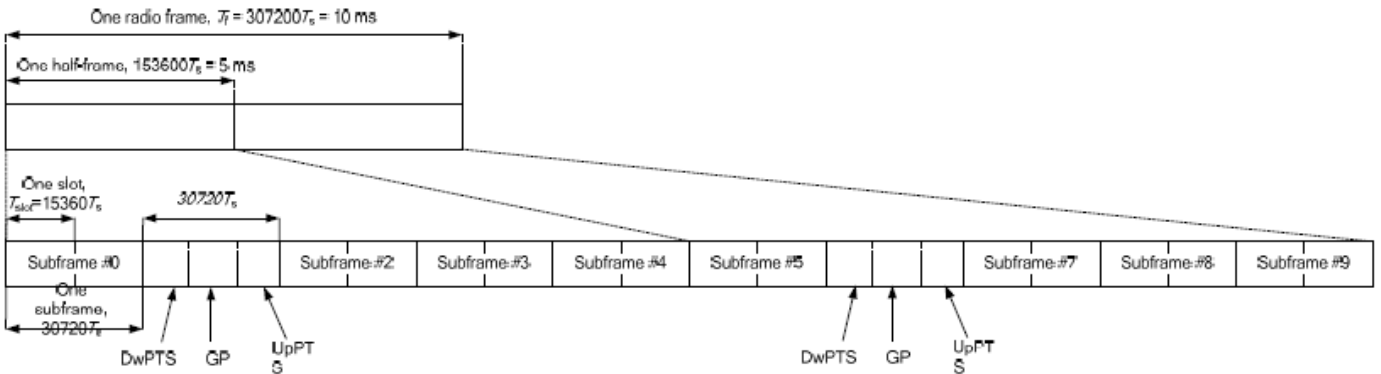 One radio frame, Tf = 307200Ts = 10 ms
One half-frame, 153600Ts = 5 ms
One slot,
Tslot=15360Ts
30720Ts
Subframe #0
Subframe #2
Subframe #3
Subframe #4
Subframe #5
Subframe #7
Subframe #8
Subframe #9
One
subframe,
30720Ts
DwPTS
GP
UpPT
S
DwPTS
GP
UpPT
S